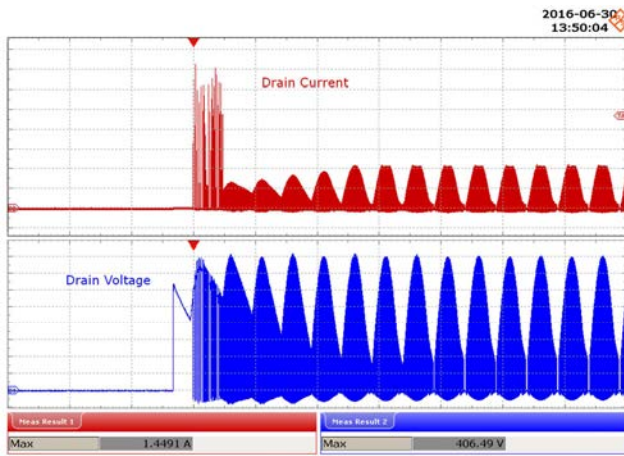 2016-06-30
13:50:04
Drain Current
Drain Voltage
Meas Result 1
Meas Result 2
Max 1.4491 A
Max 406.49 V